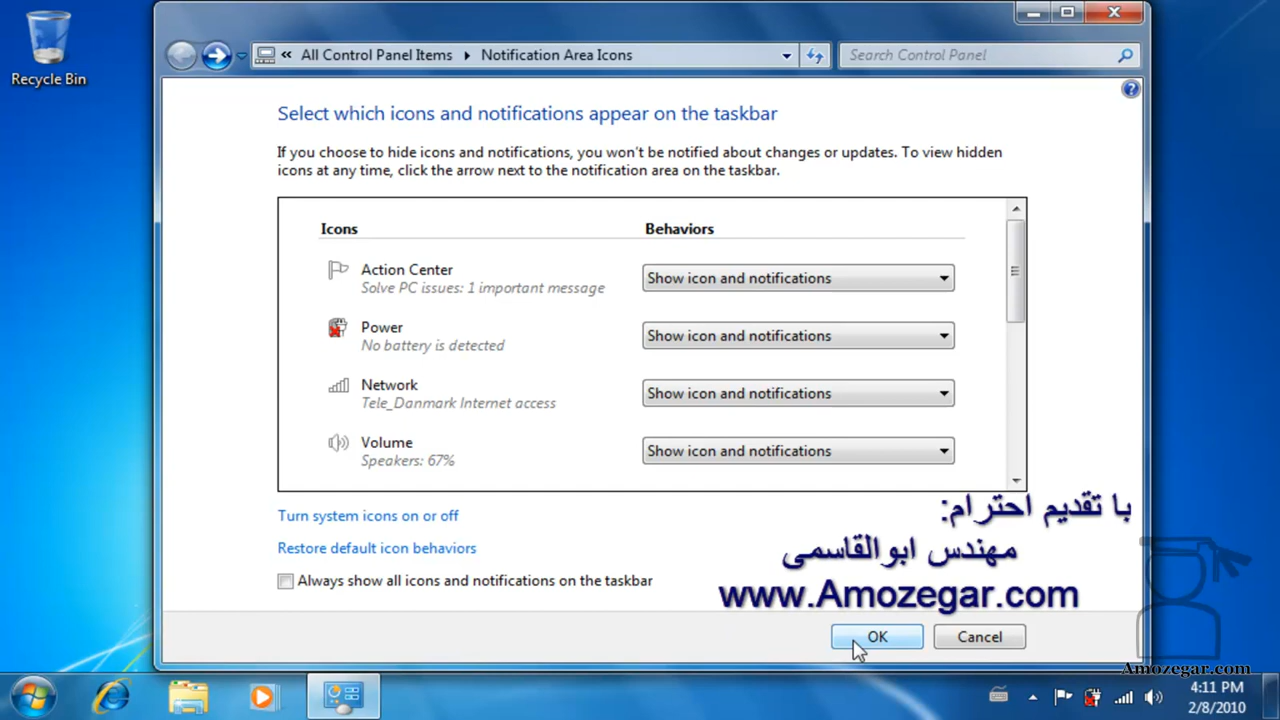 Recycle Bin
« All Control Panel Items Notification Area Icons
Search Control Panel
Select which icons and notifications appear on the taskbar
If you choose to hide icons and notifications, you won't be notified about changes or updates. To view hidden
icons at any time, click the arrow next to the notification area on the taskbar.
Icons Behaviors
Action Center
Solve PC issues: 1 important message
Show icon and notifications
Power
No battery is detected
Show icon and notifications
Network
Tele_Danmark Internet access
Show icon and notifications
Volume
Speakers: 67%
Show icon and notifications
Turn system icons on or off
Restore default icon behaviors
Always show all icons and notifications on the taskbar
با تقدیم احترام:
مهندس ابوالقاسمی
www.Amozegar.com
OK Cancel
Amozegar.com
4:11 PM
2/8/2010